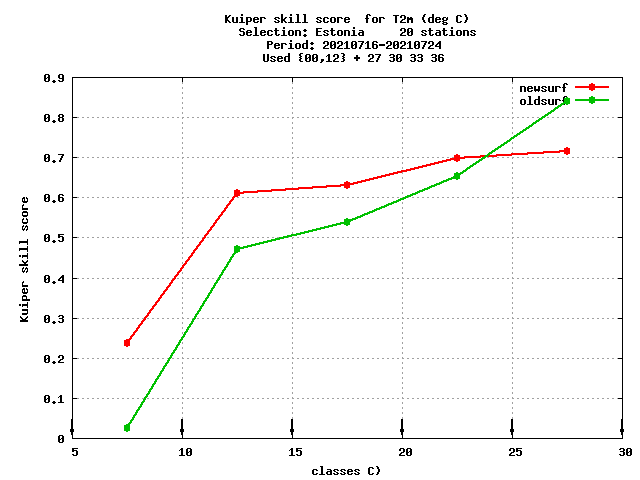 Kuiper skill score  for T2m (deg C)
Selection: Estonia     20 stations
Period: 20210716-20210724
Used {00,12} + 27 30 33 36
newsurf
oldsurf
0.9
0.8
0.7
0.6
0.5
0.4
0.3
0.2
0.1
0
Kuiper skill score
5 10 15 20 25 30
classes C)